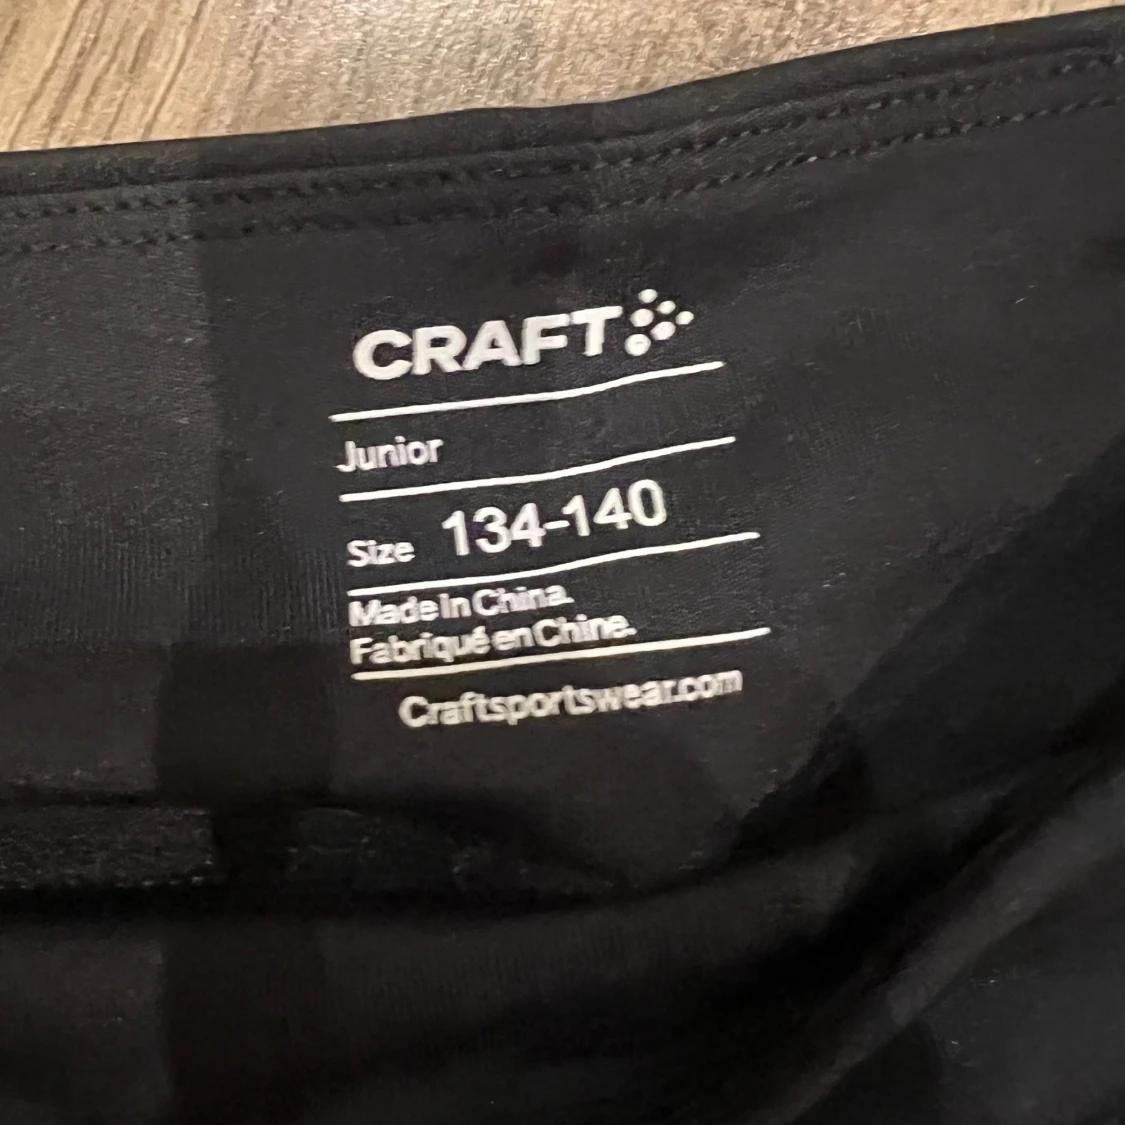 CRAFT
Junior
Size 134-140
Made In China.
Fabriqué en Chine.
Craftsportswear.com